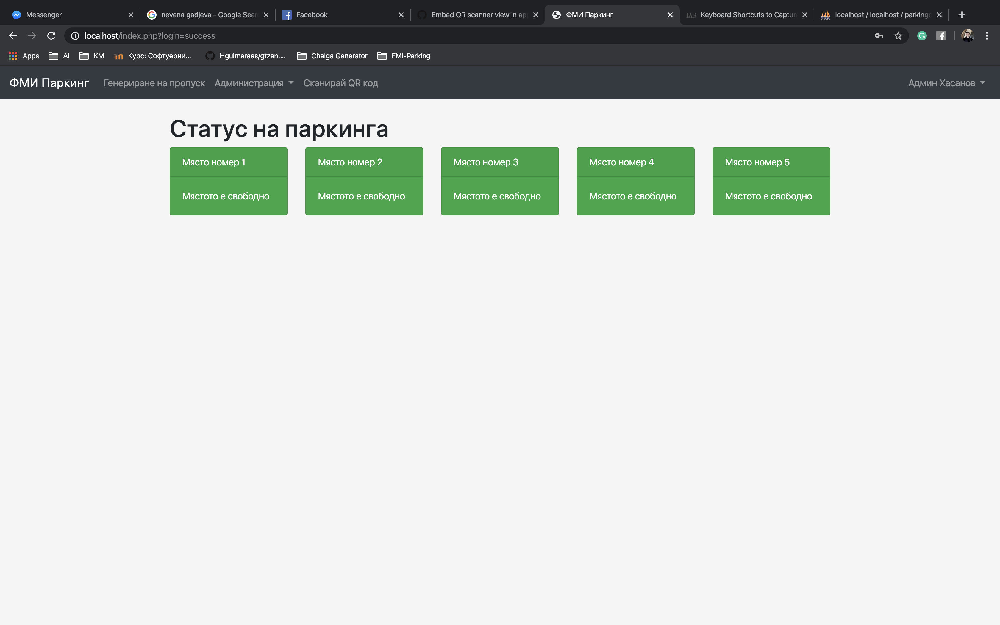 Messenger
nevena gadjeva - Google Sear
Facebook
Embed QR scanner view in app
ФМИ Паркинг
IAS Keyboard Shortcuts to Captur
localhost / localhost / parking
localhost/index.php?login=success
Apps
AI
KM
Курс: Софтуерни...
Hguimaraes/gtzan....
Chalga Generator
FMI-Parking
ФМИ Паркинг
Генериране на пропуск
Администрация
Сканирай QR код
Админ Хасанов
Статус на паркинга
Място номер 1
Мястото е свободно
Място номер 2
Мястото е свободно
Място номер 3
Мястото е свободно
Място номер 4
Мястото е свободно
Място номер 5
Мястото е свободно